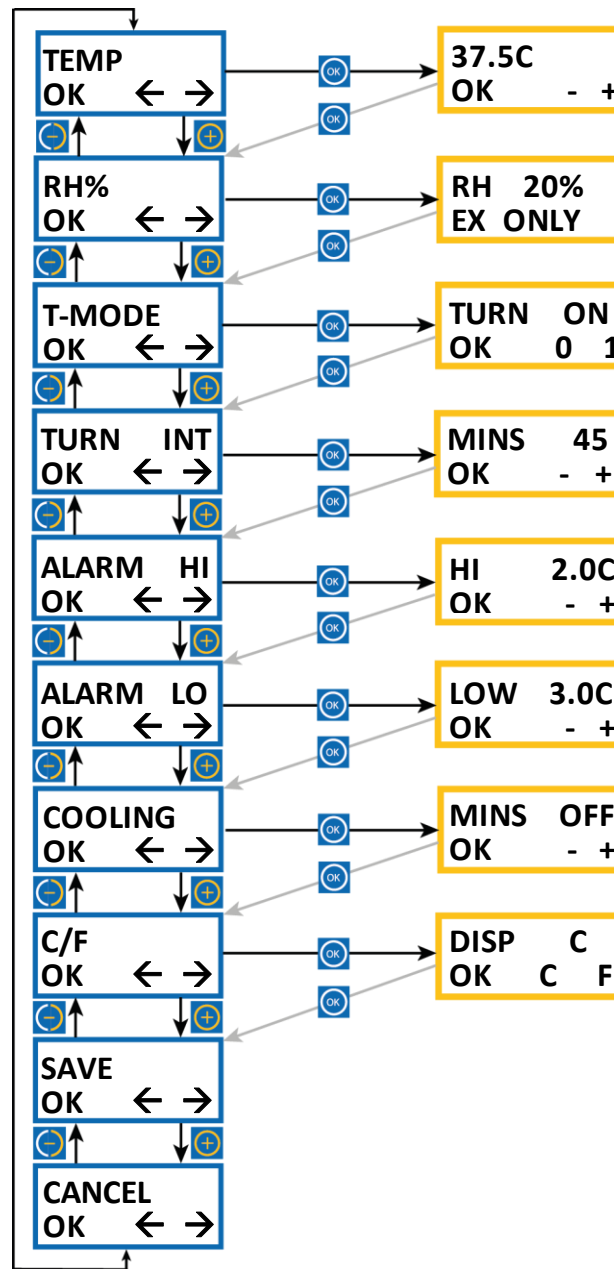 TEMP
OK ← →
OK
37.5C
OK - +
OK
- +
RH%
OK ← →
OK
RH 20%
EX ONLY
OK
- +
T-MODE
OK ← →
OK
TURN ON
OK 0 1
OK
- +
TURN INT
OK ← →
OK
MINS 45
OK - +
OK
- +
ALARM HI
OK ← →
OK
HI 2.0C
OK - +
OK
- +
ALARM LO
OK ← →
OK
LOW 3.0C
OK - +
OK
- +
COOLING
OK ← →
OK
MINS OFF
OK - +
OK
- +
C/F
OK ← →
OK
DISP C
OK C F
OK
- +
SAVE
OK ← →
- +
CANCEL
OK ← →